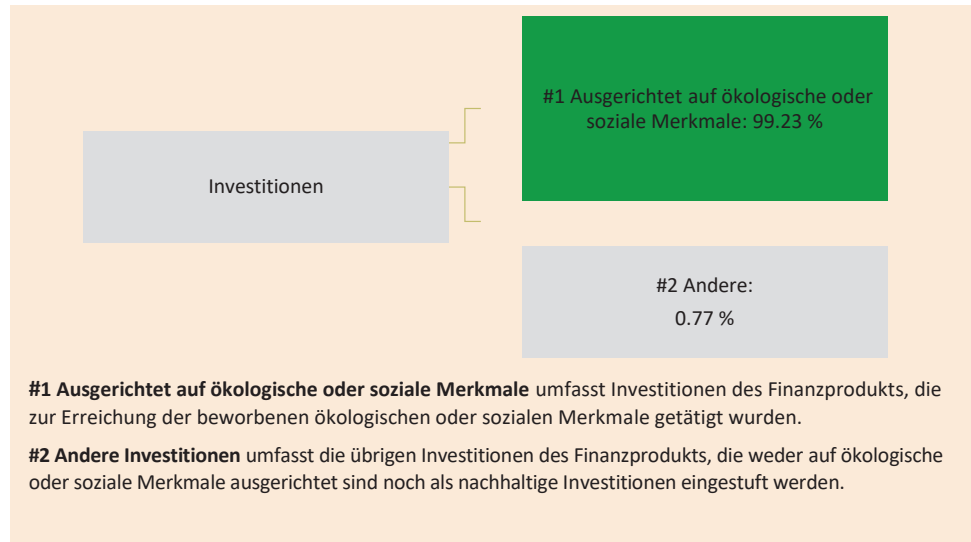 #1 Ausgerichtet auf ökologische oder
soziale Merkmale: 99.23 %
Investitionen
#2 Andere:
0.77 %
#1 Ausgerichtet auf ökologische oder soziale Merkmale umfasst Investitionen des Finanzprodukts, die
zur Erreichung der beworbenen ökologischen oder sozialen Merkmale getätigt wurden.
#2 Andere Investitionen umfasst die übrigen Investitionen des Finanzprodukts, die weder auf ökologische
oder soziale Merkmale ausgerichtet sind noch als nachhaltige Investitionen eingestuft werden.